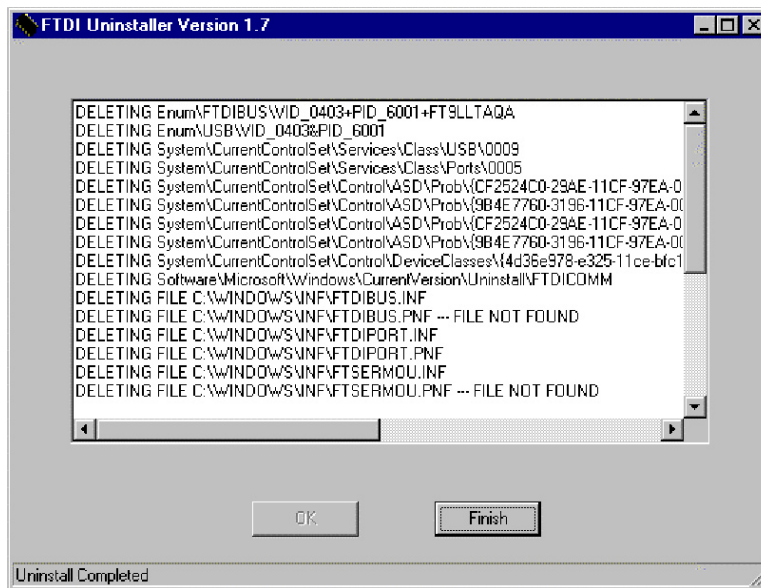 FTDI Uninstaller Version 1.7
DELETING Enum\FTDIBUS\VID_0403+PID_6001+FT9LLTAQA
DELETING Enum\USB\VID_0403&PID_6001
DELETING System\CurrentControlSet\Services\Class\USB\0009
DELETING System\CurrentControlSet\Services\Class\Ports\0005
DELETING System\CurrentControlSet\Control\ASD\Prob\{CF2524C0-29AE-11CF-97EA-0
DELETING System\CurrentControlSet\Control\ASD\Prob\{9B4E7760-3196-11CF-97EA-00
DELETING System\CurrentControlSet\Control\ASD\Prob\{CF2524C0-29AE-11CF-97EA-0
DELETING System\CurrentControlSet\Control\ASD\Prob\{9B4E7760-3196-11CF-97EA-00
DELETING System\CurrentControlSet\Control\DeviceClasses\{4d36e978-e325-11ce-bfc1
DELETING Software\Microsoft\Windows\CurrentVersion\Uninstall\FTDICOMM
DELETING FILE C:\WINDOWS\INF\FTDIBUS.INF
DELETING FILE C:\WINDOWS\INF\FTDIBUS.PNF --- FILE NOT FOUND
DELETING FILE C:\WINDOWS\INF\FTDIPORT.INF
DELETING FILE C:\WINDOWS\INF\FTDIPORT.PNF
DELETING FILE C:\WINDOWS\INF\FTSERMOU.INF
DELETING FILE C:\WINDOWS\INF\FTSERMOU.PNF --- FILE NOT FOUND
OK
Finish
Uninstall Completed